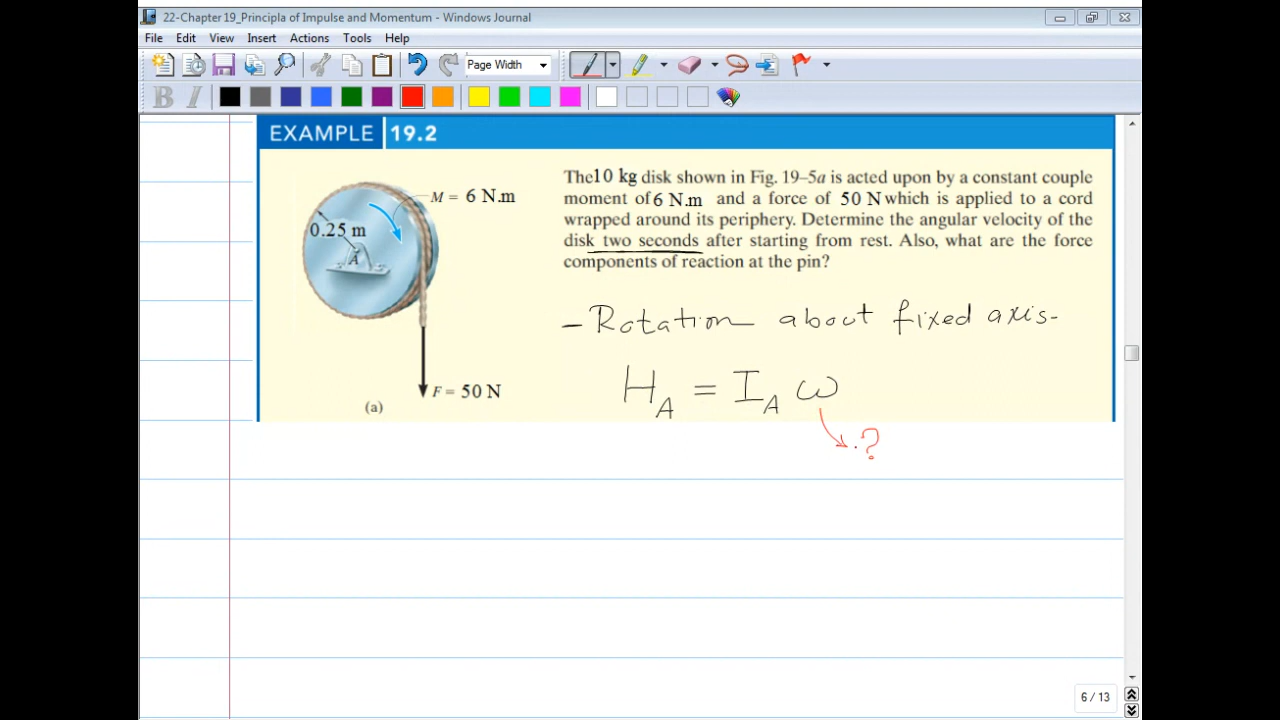 22-Chapter 19_Principla of Impulse and Momentum - Windows Journal
File Edit View Insert Actions Tools Help
Page Width
B I
EXAMPLE 19.2
M = 6 N.m
0.25 m
A
F = 50 N
(a)
The 10 kg disk shown in Fig. 19–5a is acted upon by a constant couple
moment of 6 N.m and a force of 50 N which is applied to a cord
wrapped around its periphery. Determine the angular velocity of the
disk two seconds after starting from rest. Also, what are the force
components of reaction at the pin?
- Rotation about fixed axis-
H_A = I_A ω
?
6 / 13